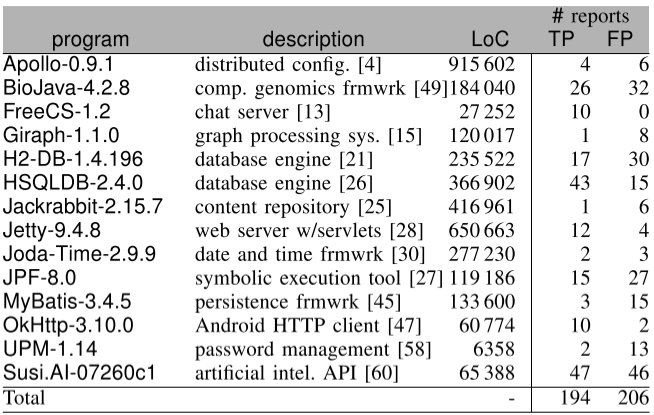 # reports
program description LoC TP FP
Apollo-0.9.1 distributed config. [4] 915 602 4 6
BioJava-4.2.8 comp. genomics frmwrk [49] 184 040 26 32
FreeCS-1.2 chat server [13] 27 252 10 0
Giraph-1.1.0 graph processing sys. [15] 120 017 1 8
H2-DB-1.4.196 database engine [21] 235 522 17 30
HSQLDB-2.4.0 database engine [26] 366 902 43 15
Jackrabbit-2.15.7 content repository [25] 416 961 1 6
Jetty-9.4.8 web server w/servlets [28] 650 663 12 4
Joda-Time-2.9.9 date and time frmwrk [30] 277 230 2 3
JPF-8.0 symbolic execution tool [27] 119 186 15 27
MyBatis-3.4.5 persistence frmwrk [45] 133 600 3 15
OkHttp-3.10.0 Android HTTP client [47] 60 774 10 2
UPM-1.14 password management [58] 6358 2 13
Susi.AI-07260c1 artificial intel. API [60] 65 388 47 46
Total - 194 206